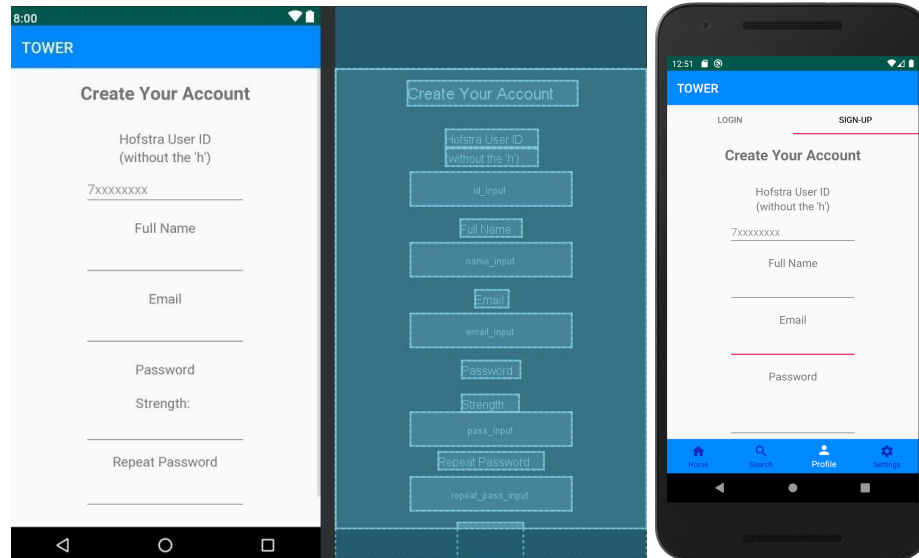 8:00
TOWER
Create Your Account
Hofstra User ID
(without the 'h')
7xxxxxxxx
Full Name
Email
Password
Strength:
Repeat Password
Create Your Account
Hofstra User ID
(without the 'h')
id_input
Full Name
name_input
Email
email_input
Password
Strength:
pass_input
Repeat Password
repeat_pass_input
12:51
TOWER
LOGIN
SIGN-UP
Create Your Account
Hofstra User ID
(without the 'h')
7xxxxxxxx
Full Name
Email
Password
Home
Search
Profile
Settings